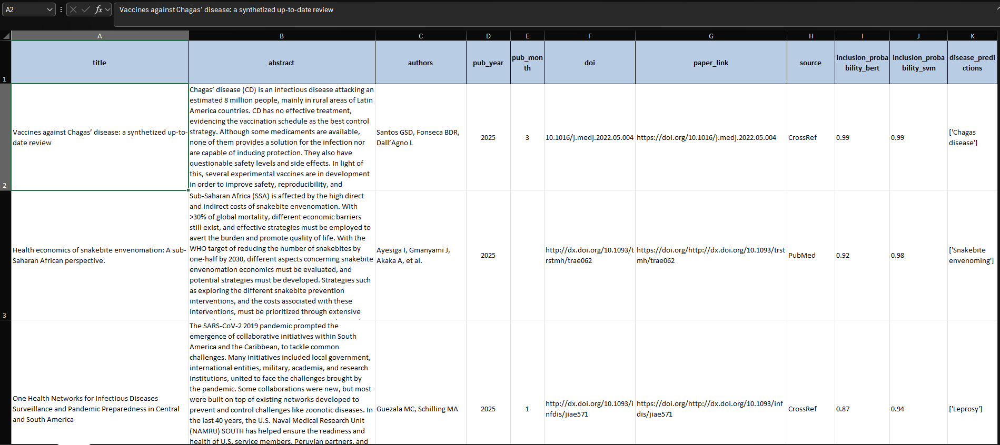 A2
fx
Vaccines against Chagas’ disease: a synthetized up-to-date review
A B C D E F G H I J K
1
title
abstract
authors
pub_year
pub_mon
th
doi
paper_link
source
inclusion_proba
bility_bert
inclusion_proba
bility_svm
disease_predi
ctions
2
Vaccines against Chagas’ disease: a synthetized up-to-
date review
Chagas’ disease (CD) is an infectious disease attacking an
estimated 8 million people, mainly in rural areas of Latin
America countries. CD has no effective treatment,
evidencing the vaccination schedule as the best control
strategy. Although some medicaments are available,
none of them provides a solution for the infection nor
are capable of inducing protection. They also have
questionable safety levels and side effects. In light of
this, several experimental vaccines are in development
in order to improve safety, reproducibility, and
Santos GSD, Fonseca BDR,
Dall’Agno L
2025
3
10.1016/j.medj.2022.05.004
https://doi.org/10.1016/j.medj.2022.05.004
CrossRef
0.99
0.99
['Chagas
disease']
3
Health economics of snakebite envenomation: A sub-
Saharan African perspective.
Sub-Saharan Africa (SSA) is affected by the high direct
and indirect costs of snakebite envenomation. With
>30% of global mortality, different economic barriers
still exist, and effective strategies must be employed to
avert the burden and promote quality of life. With the
WHO target of reducing the number of snakebites by
one-half by 2030, different aspects concerning snakebite
envenomation economics must be evaluated, and
potential strategies must be developed. Strategies such
as exploring the different snakebite prevention
interventions, and the costs associated with these
interventions, must be prioritized through extensive
Ayesiga I, Gmanyami J,
Akaka A, et al.
2025
http://dx.doi.org/10.1093/t
rstmh/trae062
https://doi.org/http://dx.doi.org/10.1093/trst
mh/trae062
PubMed
0.92
0.98
['Snakebite
envenoming']
One Health Networks for Infectious Diseases
Surveillance and Pandemic Preparedness in Central
and South America
The SARS-CoV-2 2019 pandemic prompted the
emergence of collaborative initiatives within South
America and the Caribbean, to tackle common
challenges. Many initiatives included local government,
international entities, military, academia, and research
institutions, united to face the challenges brought by
the pandemic. Some collaborations were new, but most
were built on top of existing networks developed to
prevent and control challenges like zoonotic diseases. In
the last 40 years, the U.S. Naval Medical Research Unit
(NAMRU) SOUTH has helped ensure the readiness and
health of U.S. service members, Peruvian partners, and
Guezala MC, Schilling MA
2025
1
http://dx.doi.org/10.1093/i
nfdis/jiae571
https://doi.org/http://dx.doi.org/10.1093/inf
dis/jiae571
CrossRef
0.87
0.94
['Leprosy']